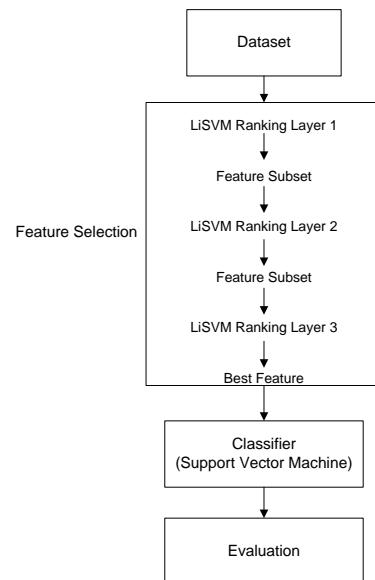 Dataset
LiSVM Ranking Layer 1
Feature Subset
LiSVM Ranking Layer 2
Feature Selection
Feature Subset
LiSVM Ranking Layer 3
Best Feature
Classifier
(Support Vector Machine)
Evaluation